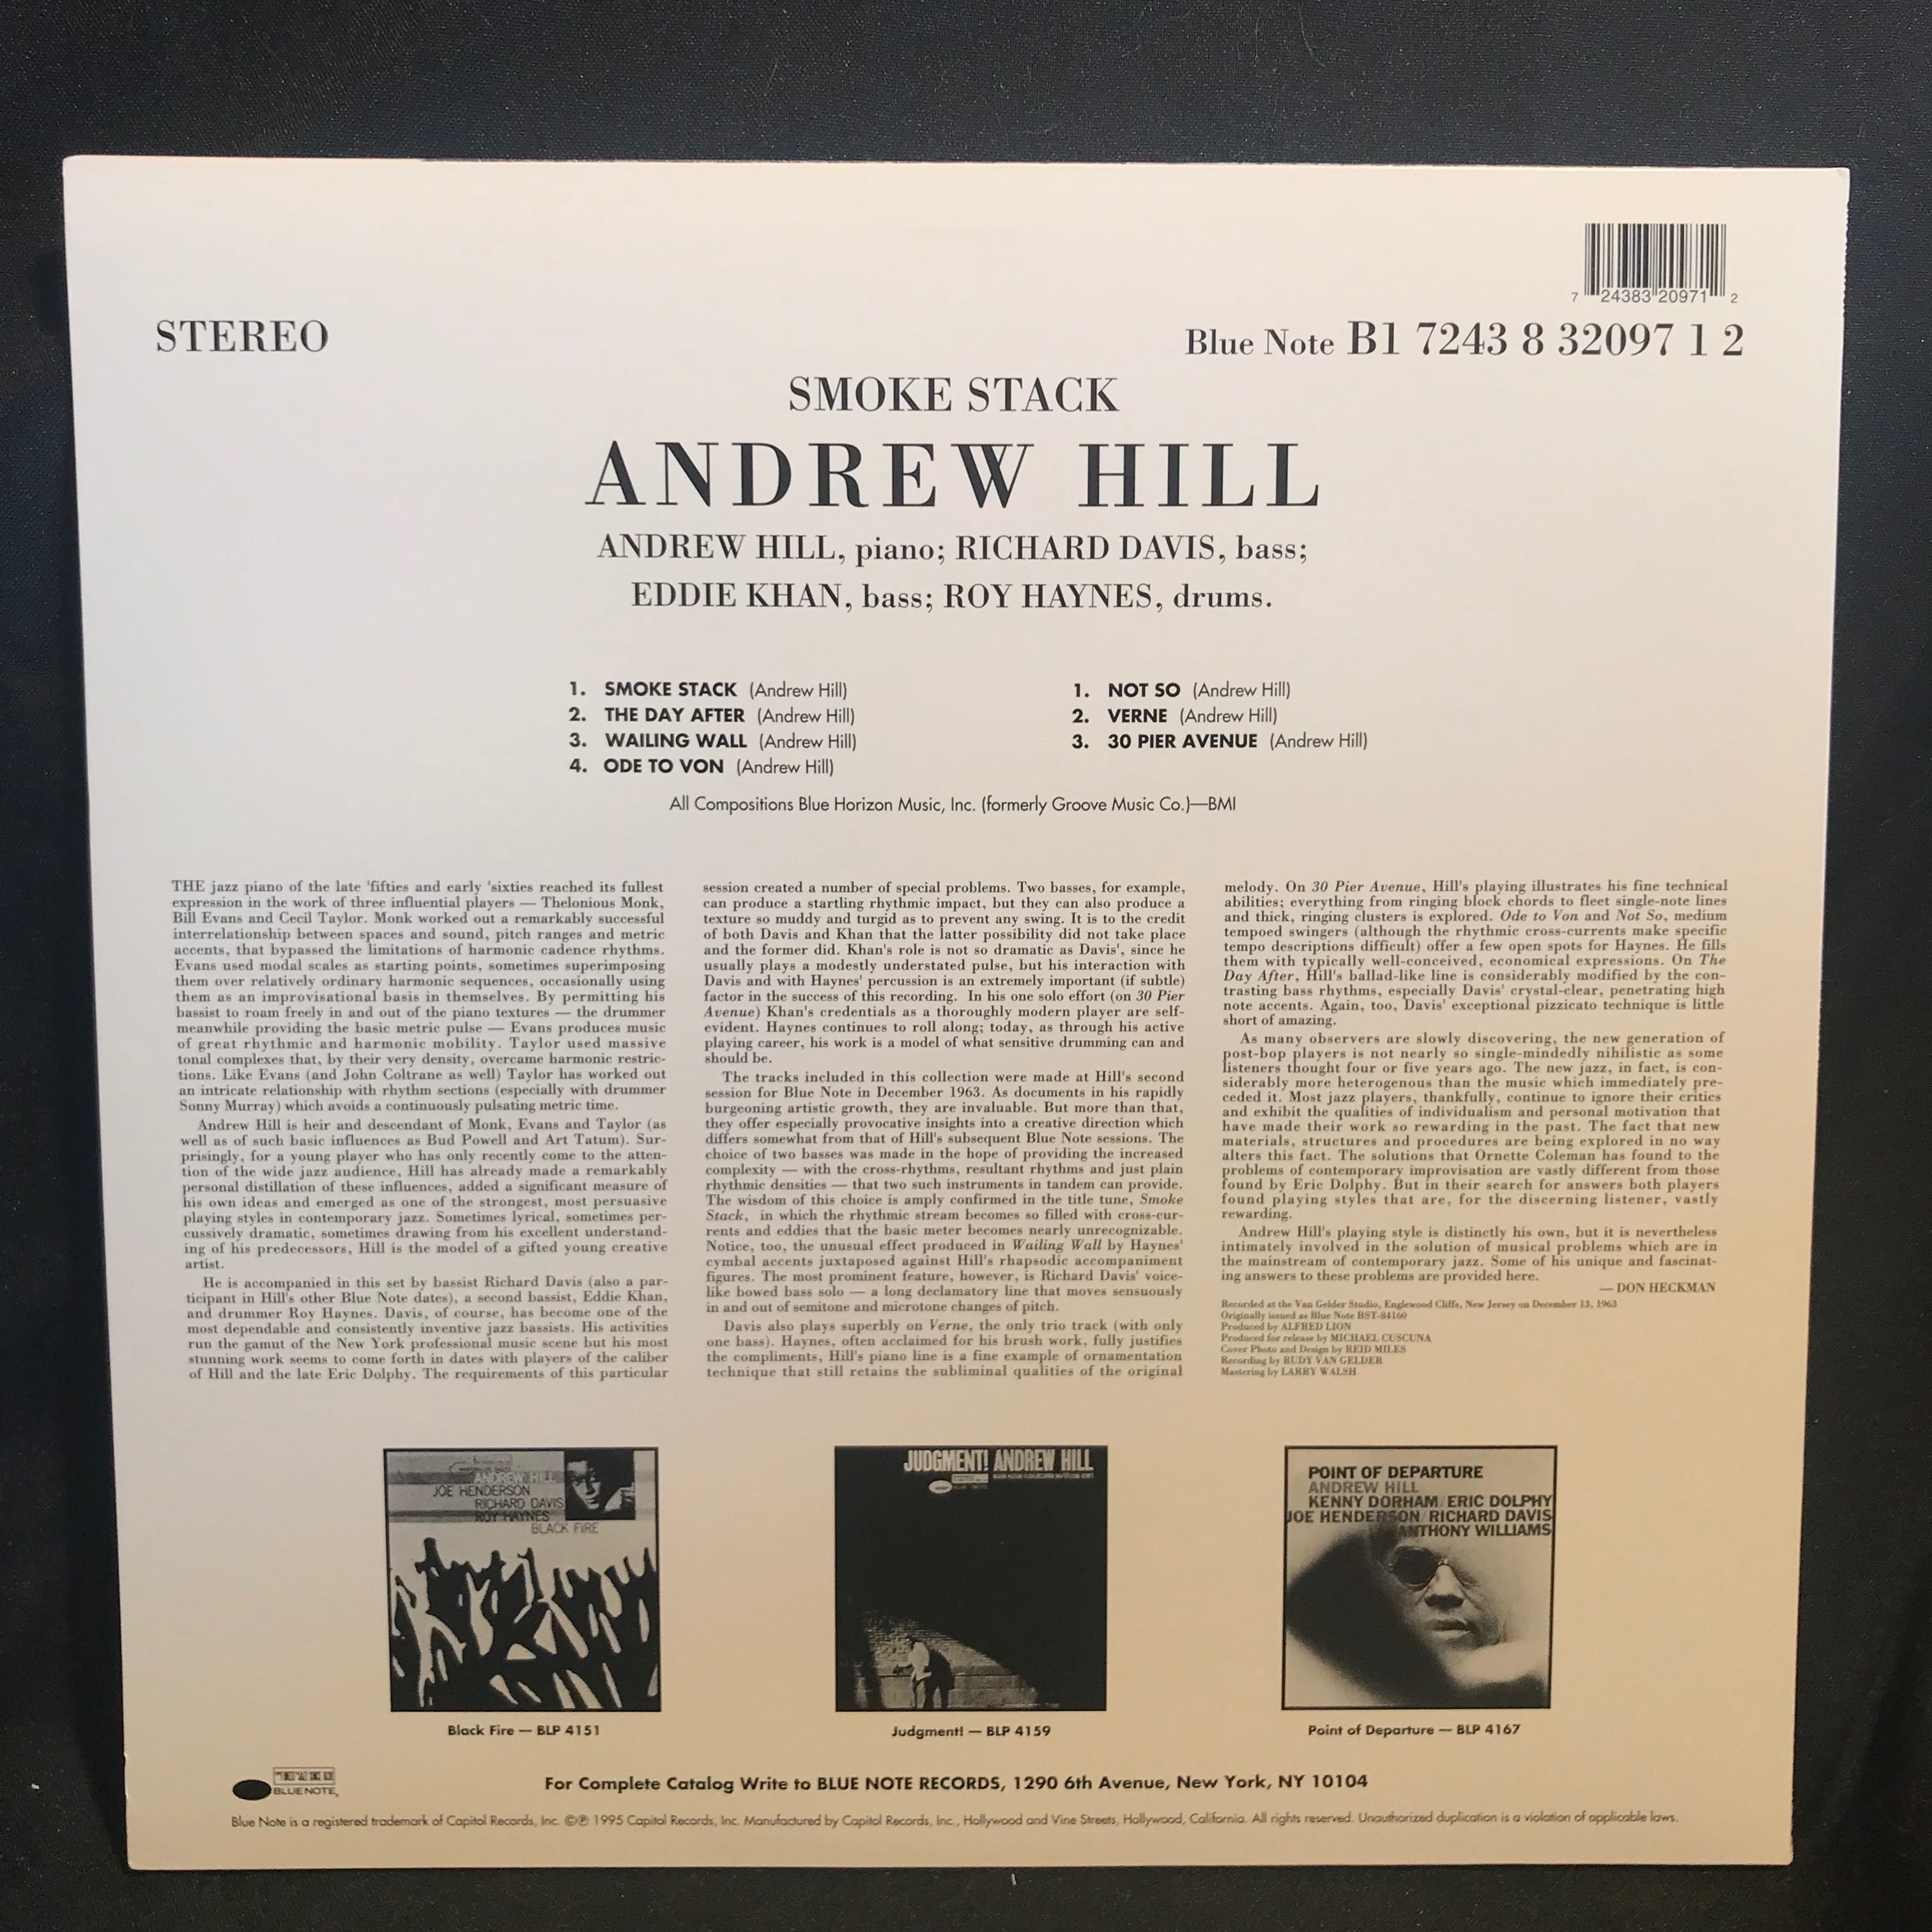 7 24383 20971 2
STEREO
Blue Note B1 7243 8 32097 1 2
SMOKE STACK
ANDREW HILL
ANDREW HILL, piano; RICHARD DAVIS, bass;
EDDIE KHAN, bass; ROY HAYNES, drums.
1. SMOKE STACK (Andrew Hill)
2. THE DAY AFTER (Andrew Hill)
3. WAILING WALL (Andrew Hill)
4. ODE TO VON (Andrew Hill)
1. NOT SO (Andrew Hill)
2. VERNE (Andrew Hill)
3. 30 PIER AVENUE (Andrew Hill)
All Compositions Blue Horizon Music, Inc. (formerly Groove Music Co.)—BMI
THE jazz piano of the late 'fifties and early 'sixties reached its fullest
expression in the work of three influential players — Thelonious Monk,
Bill Evans and Cecil Taylor. Monk worked out a remarkably successful
interrelationship between spaces and sound, pitch ranges and metric
accents, that bypassed the limitations of harmonic cadence rhythms.
Evans used modal scales as starting points, sometimes superimposing
them over relatively ordinary harmonic sequences, occasionally using
them as an improvisational basis in themselves. By permitting his
bassist to roam freely in and out of the piano textures — the drummer
meanwhile providing the basic metric pulse — Evans produces music
of great rhythmic and harmonic mobility. Taylor used massive
tonal complexes that, by their very density, overcame harmonic restric-
tions. Like Evans (and John Coltrane as well) Taylor has worked out
an intricate relationship with rhythm sections (especially with drummer
Sonny Murray) which avoids a continuously pulsating metric time.
Andrew Hill is heir and descendant of Monk, Evans and Taylor (as
well as of such basic influences as Bud Powell and Art Tatum). Sur-
prisingly, for a young player who has only recently come to the atten-
tion of the wide jazz audience, Hill has already made a remarkably
personal distillation of these influences, added a significant measure of
his own ideas and emerged as one of the strongest, most persuasive
playing styles in contemporary jazz. Sometimes lyrical, sometimes per-
cussively dramatic, sometimes drawing from his excellent understand-
ing of his predecessors, Hill is the model of a gifted young creative
artist.
He is accompanied in this set by bassist Richard Davis (also a par-
ticipant in Hill's other Blue Note dates), a second bassist, Eddie Khan,
and drummer Roy Haynes. Davis, of course, has become one of the
most dependable and consistently inventive jazz bassists. His activities
run the gamut of the New York professional music scene but his most
stunning work seems to come forth in dates with players of the caliber
of Hill and the late Eric Dolphy. The requirements of this particular
session created a number of special problems. Two basses, for example,
can produce a startling rhythmic impact, but they can also produce a
texture so muddy and turgid as to prevent any swing. It is to the credit
of both Davis and Khan that the latter possibility did not take place
and the former did. Khan's role is not so dramatic as Davis', since he
usually plays a modestly understated pulse, but his interaction with
Davis and with Haynes' percussion is an extremely important (if subtle)
factor in the success of this recording. In his one solo effort (on 30 Pier
Avenue) Khan's credentials as a thoroughly modern player are self-
evident. Haynes continues to roll along; today, as through his active
playing career, his work is a model of what sensitive drumming can and
should be.
The tracks included in this collection were made at Hill's second
session for Blue Note in December 1963. As documents in his rapidly
burgeoning artistic growth, they are invaluable. But more than that,
they offer especially provocative insights into a creative direction which
differs somewhat from that of Hill's subsequent Blue Note sessions. The
choice of two basses was made in the hope of providing the increased
complexity — with the cross-rhythms, resultant rhythms and just plain
rhythmic densities — that two such instruments in tandem can provide.
The wisdom of this choice is amply confirmed in the title tune, Smoke
Stack, in which the rhythmic stream becomes so filled with cross-cur-
rents and eddies that the basic meter becomes nearly unrecognizable.
Notice, too, the unusual effect produced in Wailing Wall by Haynes'
cymbal accents juxtaposed against Hill's rhapsodic accompaniment
figures. The most prominent feature, however, is Richard Davis' voice-
like bowed bass solo — a long declamatory line that moves sensuously
in and out of semitone and microtone changes of pitch.
Davis also plays superbly on Verne, the only trio track (with only
one bass). Haynes, often acclaimed for his brush work, fully justifies
the compliments, Hill's piano line is a fine example of ornamentation
technique that still retains the subliminal qualities of the original
melody. On 30 Pier Avenue, Hill's playing illustrates his fine technical
abilities; everything from ringing block chords to fleet single-note lines
and thick, ringing clusters is explored. Ode to Von and Not So, medium
tempoed swingers (although the rhythmic cross-currents make specific
tempo descriptions difficult) offer a few open spots for Haynes. He fills
them with typically well-conceived, economical expressions. On The
Day After, Hill's ballad-like line is considerably modified by the con-
trasting bass rhythms, especially Davis' crystal-clear, penetrating high
note accents. Again, too, Davis' exceptional pizzicato technique is little
short of amazing.
As many observers are slowly discovering, the new generation of
post-bop players is not nearly so single-mindedly nihilistic as some
listeners thought four or five years ago. The new jazz, in fact, is con-
siderably more heterogenous than the music which immediately pre-
ceded it. Most jazz players, thankfully, continue to ignore their critics
and exhibit the qualities of individualism and personal motivation that
have made their work so rewarding in the past. The fact that new
materials, structures and procedures are being explored in no way
alters this fact. The solutions that Ornette Coleman has found to the
problems of contemporary improvisation are vastly different from those
found by Eric Dolphy. But in their search for answers both players
found playing styles that are, for the discerning listener, vastly
rewarding.
Andrew Hill's playing style is distinctly his own, but it is nevertheless
intimately involved in the solution of musical problems which are in
the mainstream of contemporary jazz. Some of his unique and fascinat-
ing answers to these problems are provided here.
— DON HECKMAN
Recorded at the Van Gelder Studio, Englewood Cliffs, New Jersey on December 13, 1963
Originally issued as Blue Note BST-84160
Produced by ALFRED LION
Produced for release by MICHAEL CUSCUNA
Cover Photo and Design by REID MILES
Recording by RUDY VAN GELDER
Mastering by LARRY WALSH
ANDREW HILL
JOE HENDERSON
RICHARD DAVIS
ROY HAYNES
BLACK FIRE
JUDGMENT! ANDREW HILL
POINT OF DEPARTURE
ANDREW HILL
KENNY DORHAM/ERIC DOLPHY
JOE HENDERSON/RICHARD DAVIS
ANTHONY WILLIAMS
Black Fire — BLP 4151
Judgment! — BLP 4159
Point of Departure — BLP 4167
BLUE NOTE
For Complete Catalog Write to BLUE NOTE RECORDS, 1290 6th Avenue, New York, NY 10104
Blue Note is a registered trademark of Capitol Records, Inc. ©℗ 1995 Capitol Records, Inc. Manufactured by Capitol Records, Inc., Hollywood and Vine Streets, Hollywood, California. All rights reserved. Unauthorized duplication is a violation of applicable laws.